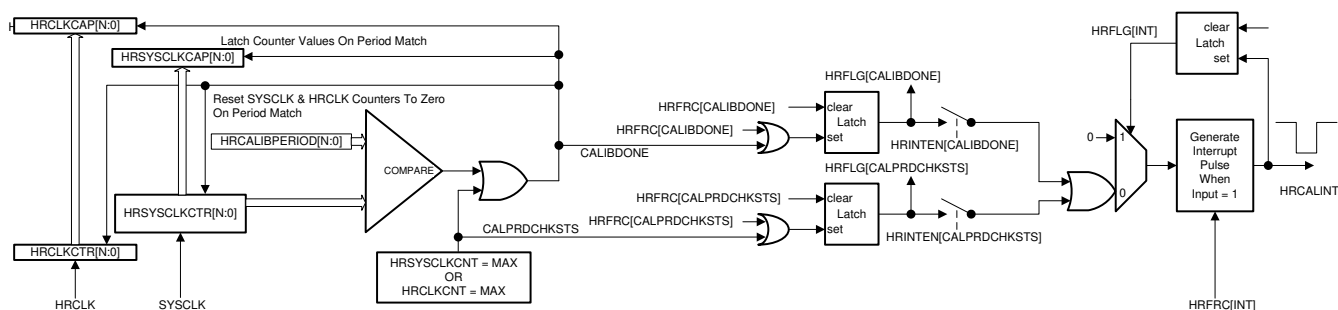 HRCLKCAP[N:0]
Latch Counter Values On Period Match
HRSYSCLKCAP[N:0]
Reset SYSCLK & HRCLK Counters To Zero
On Period Match
HRCALIBPERIOD[N:0]
COMPARE
HRSYSCLKCTR[N:0]
HRCLKCTR[N:0]
HRCLK
SYSCLK
HRSYSCLKCNT = MAX
OR
HRCLKCNT = MAX
CALPRDCHKSTS
CALIBDONE
HRFRC[CALIBDONE]
HRFRC[CALIBDONE]
clear
Latch
set
HRFLG[CALIBDONE]
HRINTEN[CALIBDONE]
HRFRC[CALPRDCHKSTS]
HRFRC[CALPRDCHKSTS]
clear
Latch
set
HRFLG[CALPRDCHKSTS]
HRINTEN[CALPRDCHKSTS]
HRFLG[INT]
clear
Latch
set
0
1
0
Generate
Interrupt
Pulse
When
Input = 1
HRCALINT
HRFRC[INT]